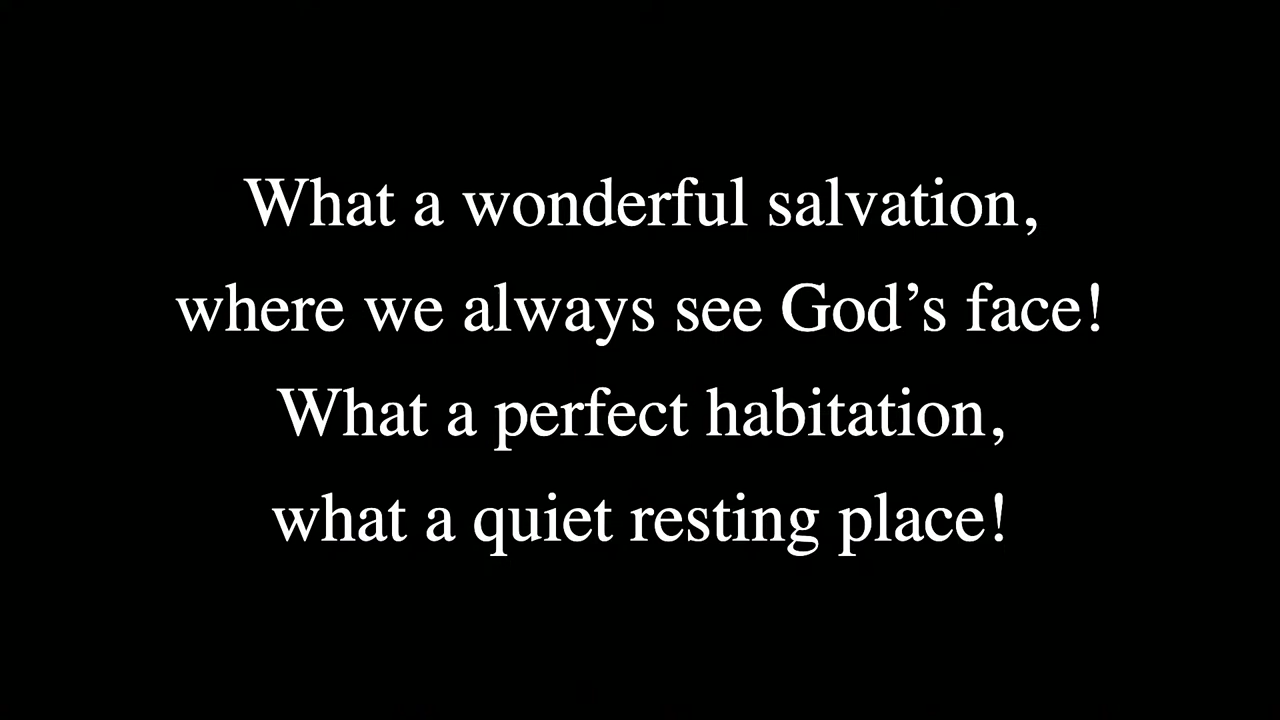 What a wonderful salvation,
where we always see God’s face!
What a perfect habitation,
what a quiet resting place!